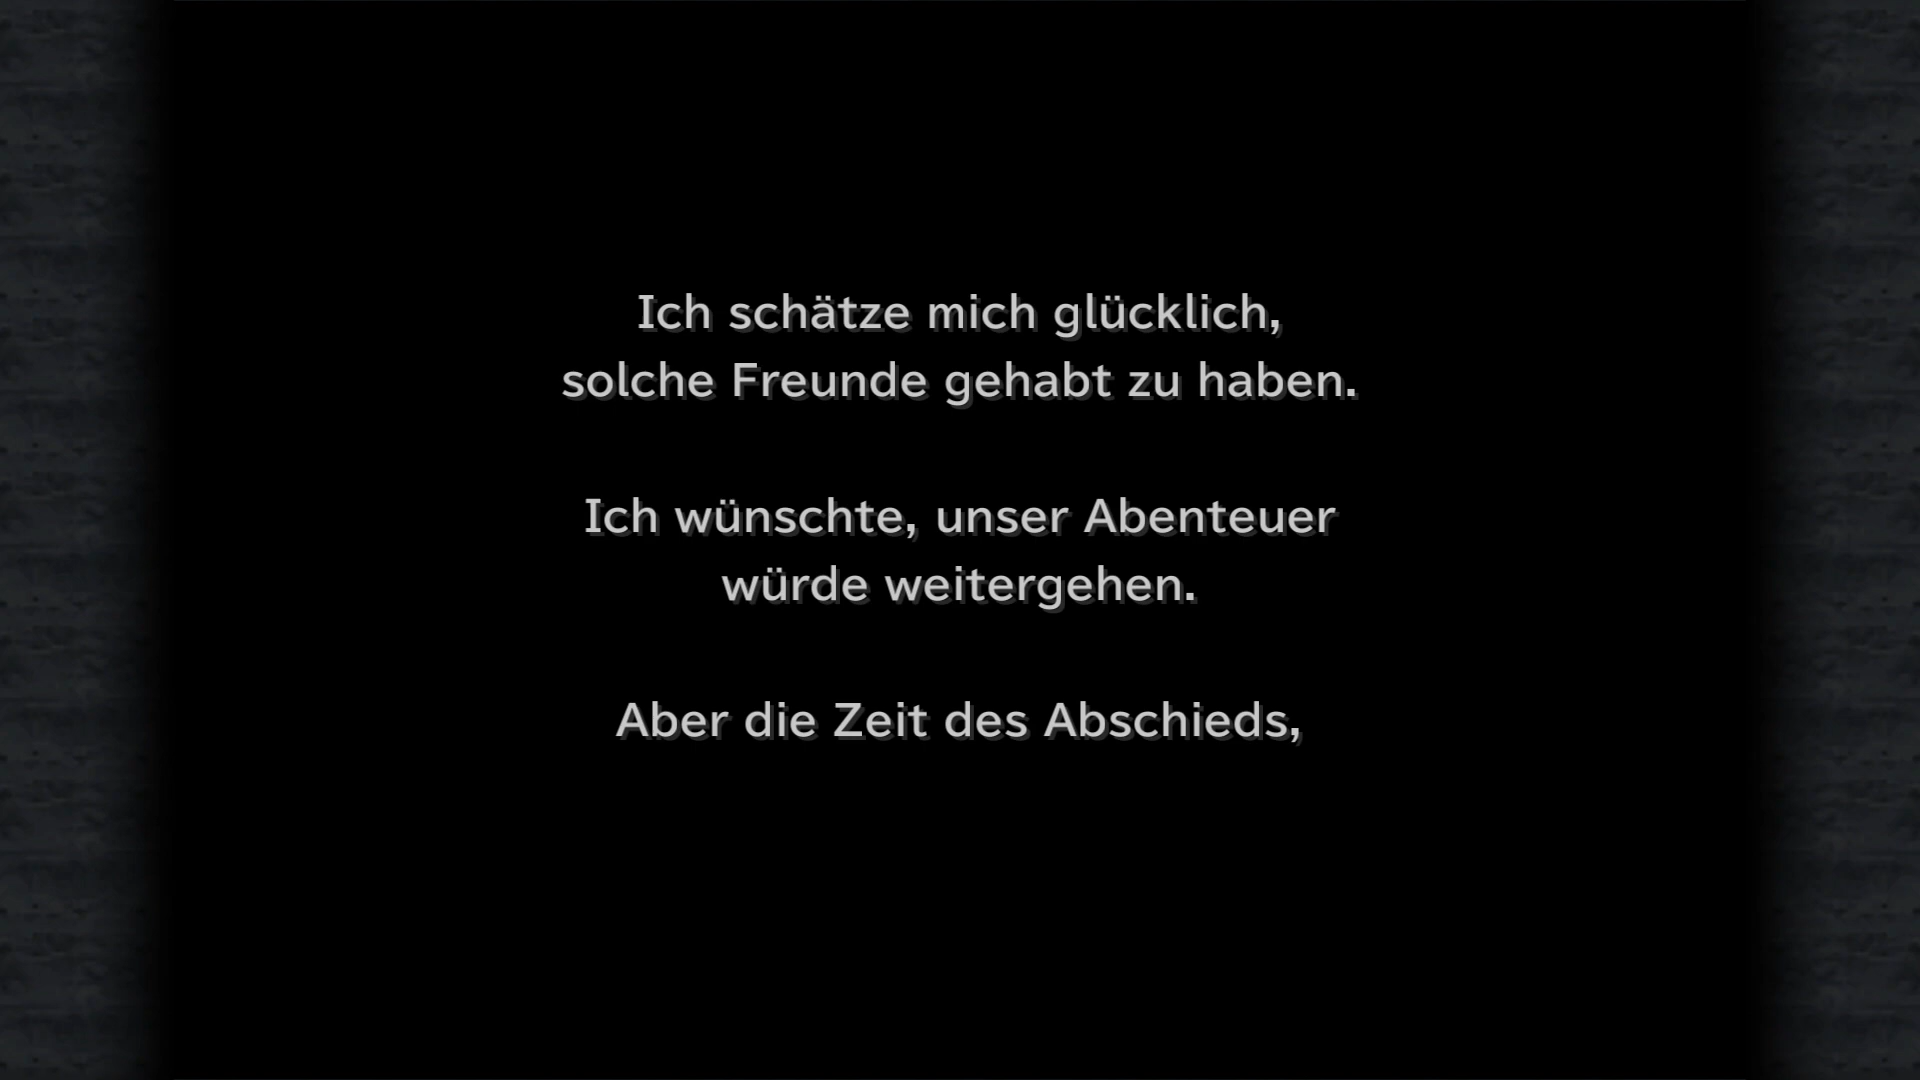 Ich schätze mich glücklich,
solche Freunde gehabt zu haben.
Ich wünschte, unser Abenteuer
würde weitergehen.
Aber die Zeit des Abschieds,